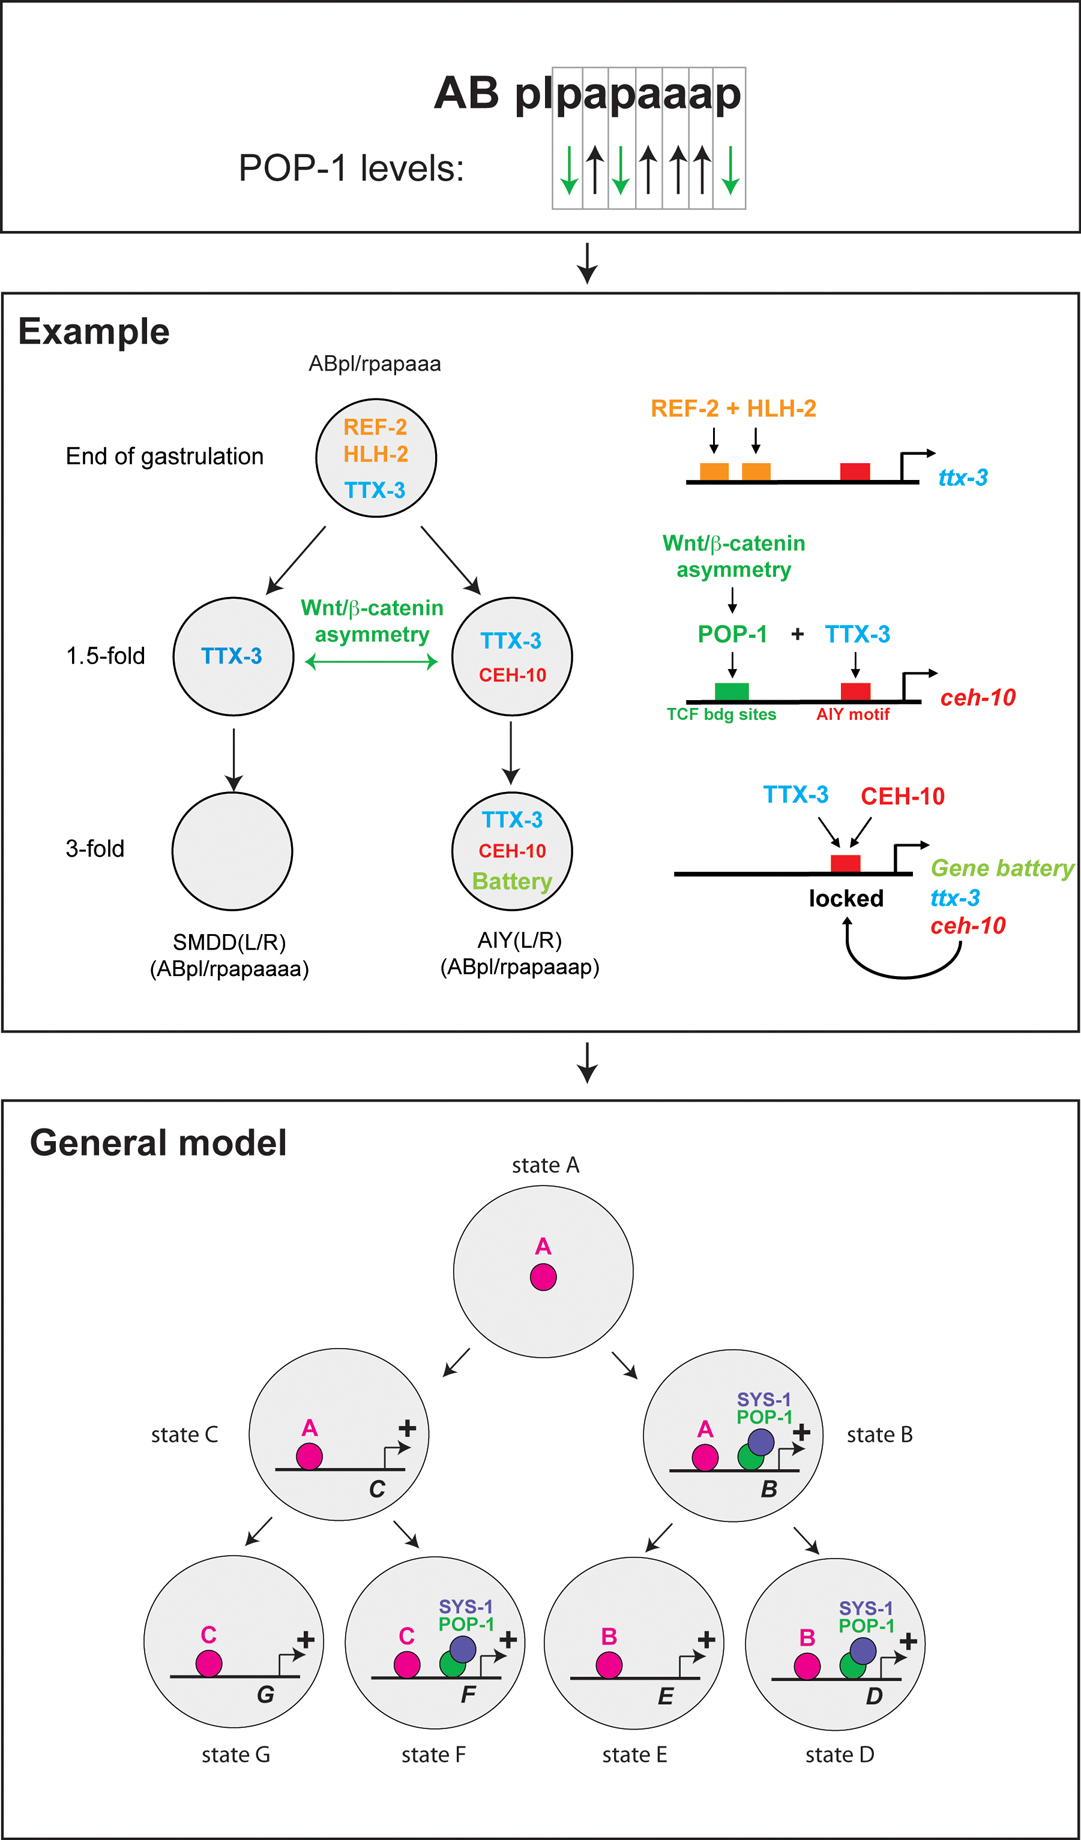 AB plpapaaap
POP-1 levels:
Example
ABpl/rpapaaa
End of gastrulation
REF-2
HLH-2
TTX-3
REF-2 + HLH-2
ttx-3
1.5-fold
TTX-3
Wnt/β-catenin
asymmetry
TTX-3
CEH-10
Wnt/β-catenin
asymmetry
POP-1 + TTX-3
TCF bdg sites
AIY motif
ceh-10
3-fold
TTX-3
CEH-10
Battery
SMDD(L/R)
(ABpl/rpapaaaa)
AIY(L/R)
(ABpl/rpapaaap)
TTX-3
CEH-10
locked
Gene battery
ttx-3
ceh-10
General model
state A
A
state C
A
+
C
SYS-1
POP-1
A
+
B
state B
C
+
G
SYS-1
POP-1
C
+
F
B
+
E
SYS-1
POP-1
B
+
D
state G
state F
state E
state D